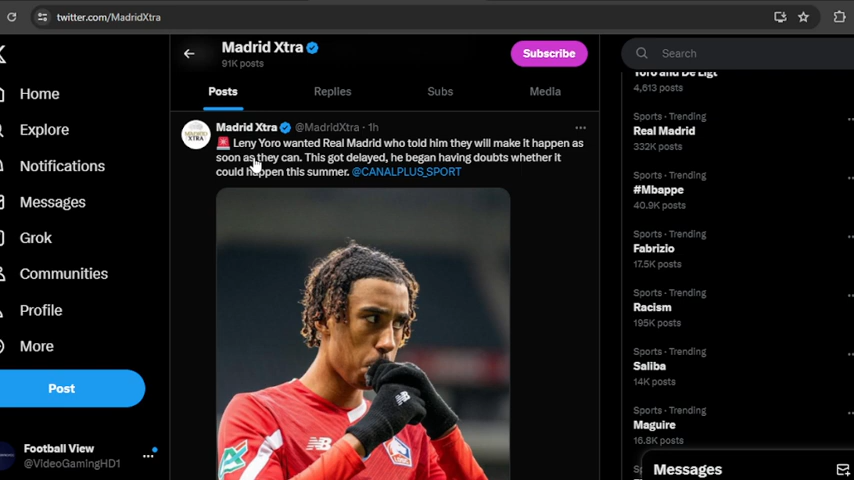 twitter.com/MadridXtra
Madrid Xtra
91K posts
Subscribe
Search
Posts
Replies
Subs
Media
Home
Explore
Notifications
Messages
Grok
Communities
Profile
More
Post
Football View
@VideoGamingHD1
Madrid Xtra @MadridXtra · 1h
🚨 Leny Yoro wanted Real Madrid who told him they will make it happen as
soon as they can. This got delayed, he began having doubts whether it
could happen this summer. @CANALPLUS_SPORT
MADRID
XTRA
NB
Yoro and De Ligt
4,613 posts
Sports · Trending
Real Madrid
332K posts
Sports · Trending
#Mbappe
40.9K posts
Sports · Trending
Fabrizio
17.5K posts
Sports · Trending
Racism
195K posts
Sports · Trending
Saliba
14K posts
Sports · Trending
Maguire
16.8K posts
Messages